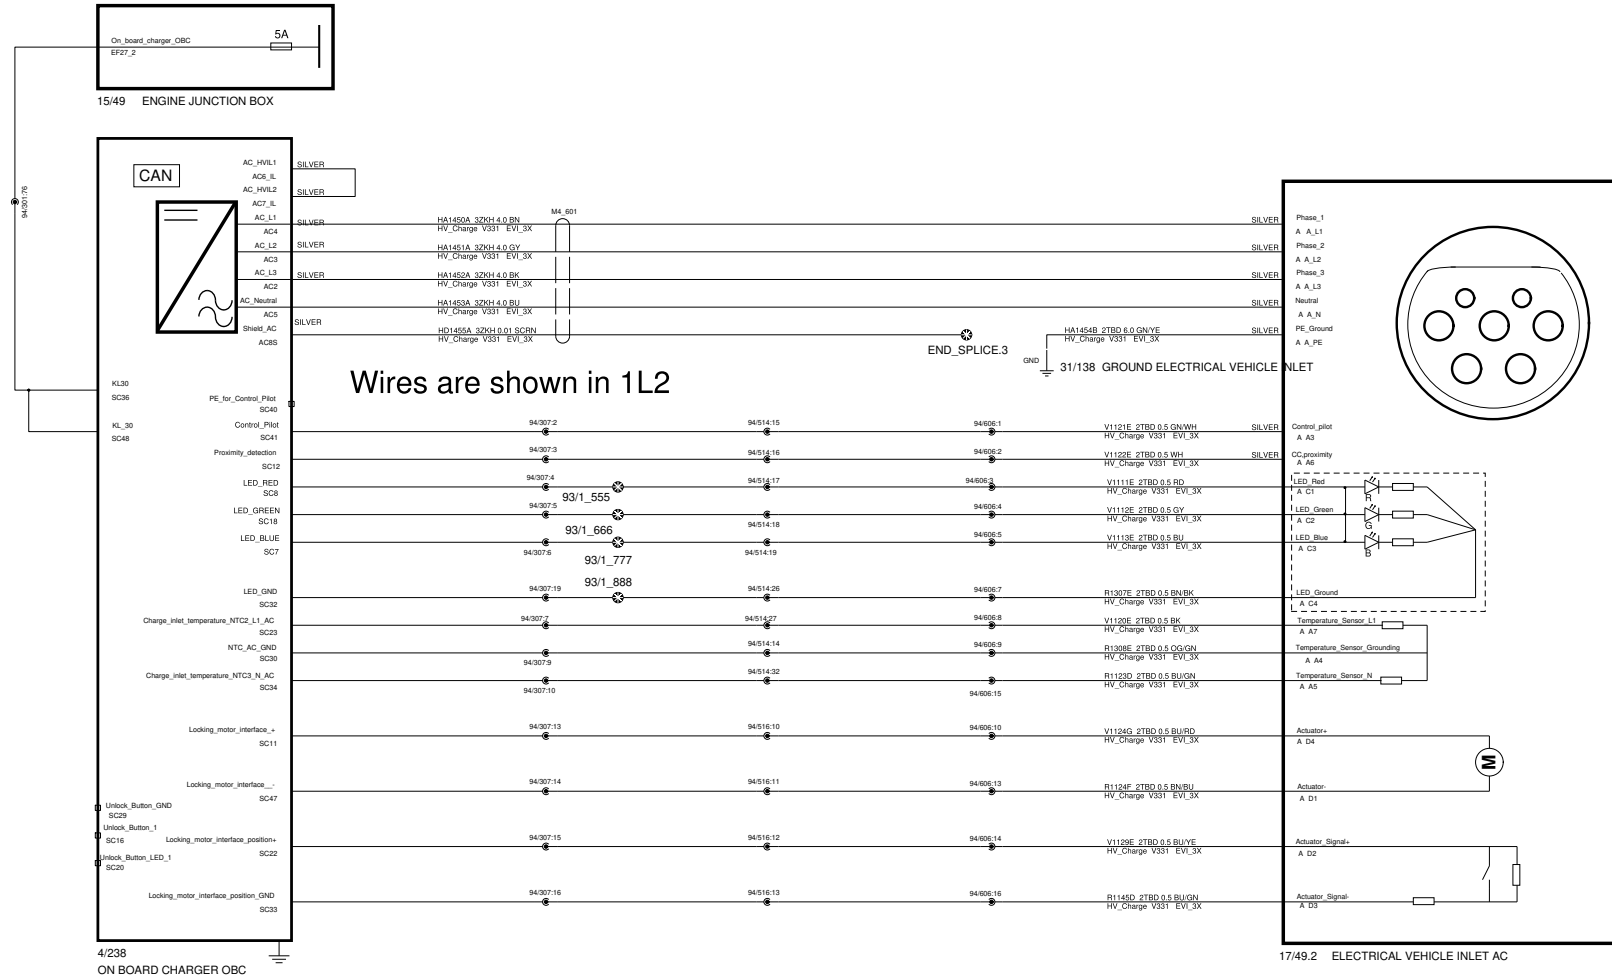 On_board_charger_OBC
EF27_2
5A
15/49 ENGINE JUNCTION BOX
94/301:76
CAN
AC_HVIL1
AC6_IL
AC_HVIL2
AC7_IL
AC_L1
AC4
AC_L2
AC3
AC_L3
AC2
AC_Neutral
AC5
Shield_AC
AC8S
SILVER
SILVER
SILVER
SILVER
SILVER
SILVER
HA1450A 3ZKH 4.0 BN
HV_Charge V331 EVI_3X
HA1451A 3ZKH 4.0 GY
HV_Charge V331 EVI_3X
HA1452A 3ZKH 4.0 BK
HV_Charge V331 EVI_3X
HA1453A 3ZKH 4.0 BU
HV_Charge V331 EVI_3X
HD1455A 3ZKH 0.01 SCRN
HV_Charge V331 EVI_3X
M4_601
END_SPLICE.3
HA1454B 2TBD 6.0 GN/YE
HV_Charge V331 EVI_3X
GND
31/138 GROUND ELECTRICAL VEHICLE INLET
SILVER
SILVER
SILVER
SILVER
SILVER
Phase_1
A A_L1
Phase_2
A A_L2
Phase_3
A A_L3
Neutral
A A_N
PE_Ground
A A_PE
Wires are shown in 1L2
KL30
SC36
KL_30
SC48
PE_for_Control_Pilot
SC40
Control_Pilot
SC41
94/307:2
94/514:15
94/606:1
V1121E 2TBD 0.5 GN/WH
HV_Charge V331 EVI_3X
SILVER
Control_pilot
A A3
Proximity_detection
SC12
94/307:3
94/514:16
94/606:2
V1122E 2TBD 0.5 WH
HV_Charge V331 EVI_3X
SILVER
CC,proximity
A A6
LED_RED
SC8
94/307:4
93/1_555
94/514:17
94/606:3
V1111E 2TBD 0.5 RD
HV_Charge V331 EVI_3X
LED_Red
A C1
R
LED_GREEN
SC18
94/307:5
93/1_666
94/514:18
94/606:4
V1112E 2TBD 0.5 GY
HV_Charge V331 EVI_3X
LED_Green
A C2
G
LED_BLUE
SC7
94/307:6
93/1_777
94/514:19
94/606:5
V1113E 2TBD 0.5 BU
HV_Charge V331 EVI_3X
LED_Blue
A C3
B
93/1_888
LED_GND
SC32
94/307:19
94/514:26
94/606:7
R1307E 2TBD 0.5 BN/BK
HV_Charge V331 EVI_3X
LED_Ground
A C4
Charge_inlet_temperature_NTC2_L1_AC
SC23
94/307:7
94/514:27
94/606:8
V1120E 2TBD 0.5 BK
HV_Charge V331 EVI_3X
Temperature_Sensor_L1
A A7
NTC_AC_GND
SC30
94/307:9
94/514:14
94/606:9
R1308E 2TBD 0.5 OG/GN
HV_Charge V331 EVI_3X
Temperature_Sensor_Grounding
A A4
Charge_inlet_temperature_NTC3_N_AC
SC34
94/307:10
94/514:32
94/606:15
R1123D 2TBD 0.5 BU/GN
HV_Charge V331 EVI_3X
Temperature_Sensor_N
A A5
Locking_motor_interface_+
SC11
94/307:13
94/516:10
94/606:10
V1124G 2TBD 0.5 BU/RD
HV_Charge V331 EVI_3X
Actuator+
A D4
M
Locking_motor_interface__-
SC47
94/307:14
94/516:11
94/606:13
R1124F 2TBD 0.5 BN/BU
HV_Charge V331 EVI_3X
Actuator-
A D1
Unlock_Button_GND
SC29
Unlock_Button_1
SC16
Unlock_Button_LED_1
SC20
Locking_motor_interface_position+
SC22
94/307:15
94/516:12
94/606:14
V1129E 2TBD 0.5 BU/YE
HV_Charge V331 EVI_3X
Actuator_Signal+
A D2
Locking_motor_interface_position_GND
SC33
94/307:16
94/516:13
94/606:16
R1145D 2TBD 0.5 BU/GN
HV_Charge V331 EVI_3X
Actuator_Signal-
A D3
4/238
ON BOARD CHARGER OBC
17/49.2 ELECTRICAL VEHICLE INLET AC